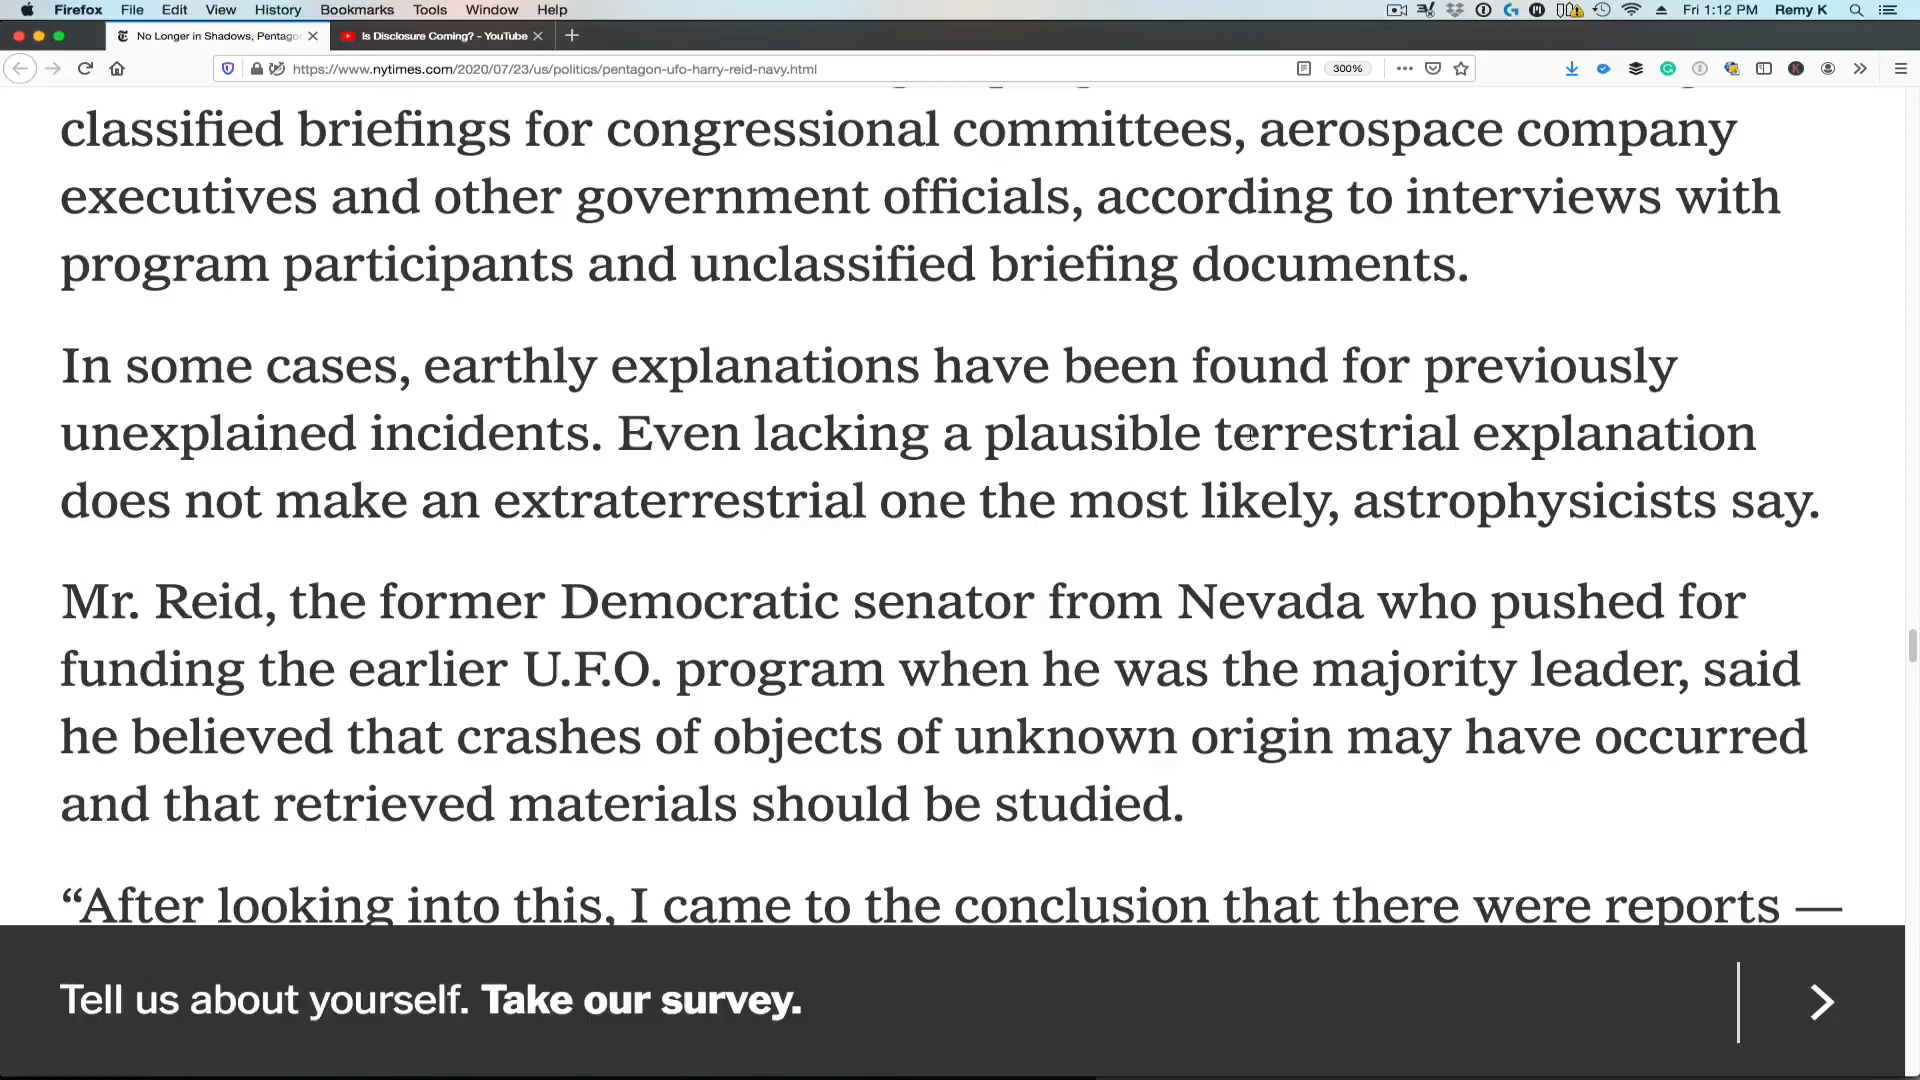 Firefox File Edit View History Bookmarks Tools Window Help Fri 1:12 PM Remy K
No Longer in Shadows, Pentago Is Disclosure Coming? - YouTube
https://www.nytimes.com/2020/07/23/us/politics/pentagon-ufo-harry-reid-navy.html 300%
classified briefings for congressional committees, aerospace company
executives and other government officials, according to interviews with
program participants and unclassified briefing documents.
In some cases, earthly explanations have been found for previously
unexplained incidents. Even lacking a plausible terrestrial explanation
does not make an extraterrestrial one the most likely, astrophysicists say.
Mr. Reid, the former Democratic senator from Nevada who pushed for
funding the earlier U.F.O. program when he was the majority leader, said
he believed that crashes of objects of unknown origin may have occurred
and that retrieved materials should be studied.
“After looking into this, I came to the conclusion that there were reports —
Tell us about yourself. Take our survey.